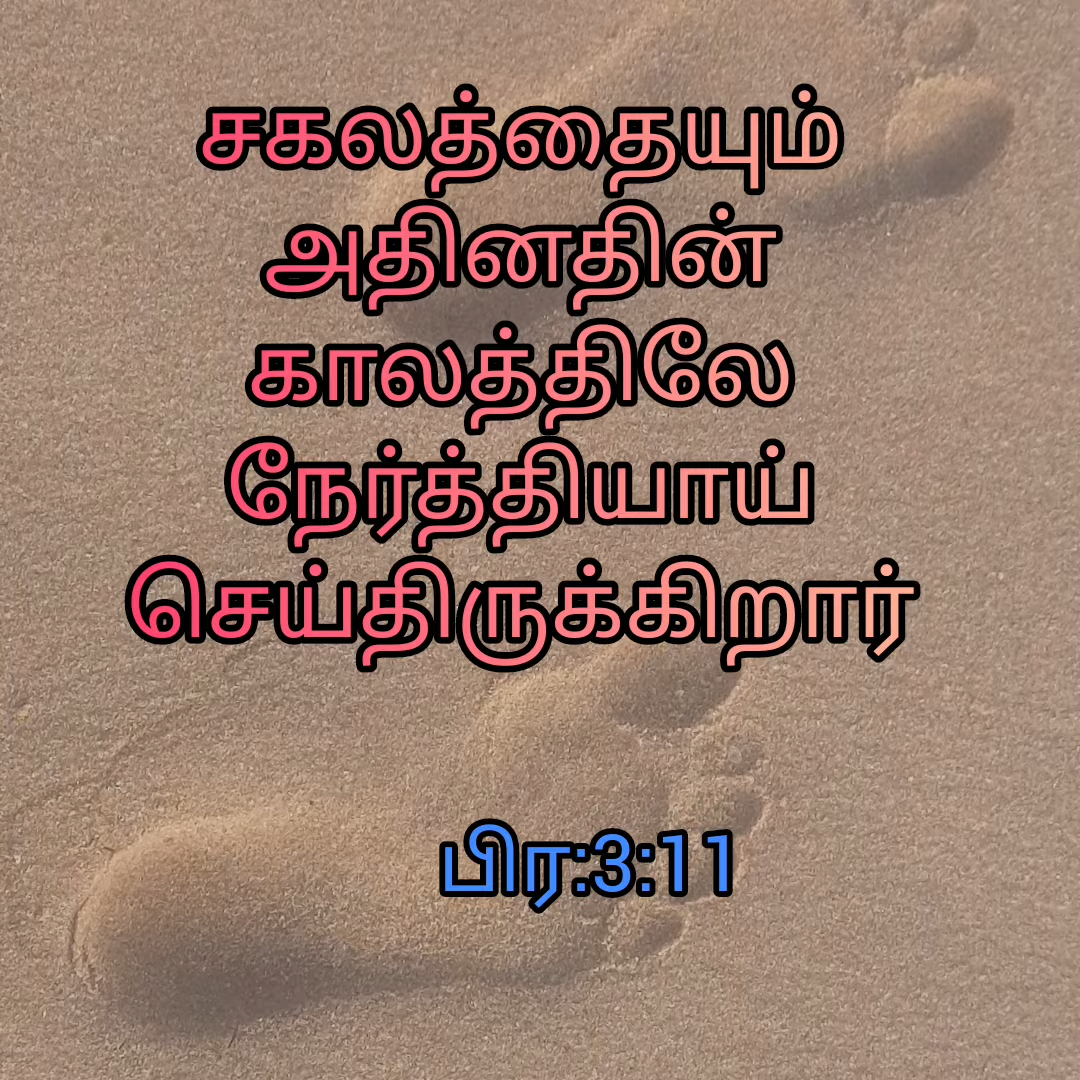 சகலத்தையும்
அதினதின்
காலத்திலே
நேர்த்தியாய்
செய்திருக்கிறார்
பிர:3:11